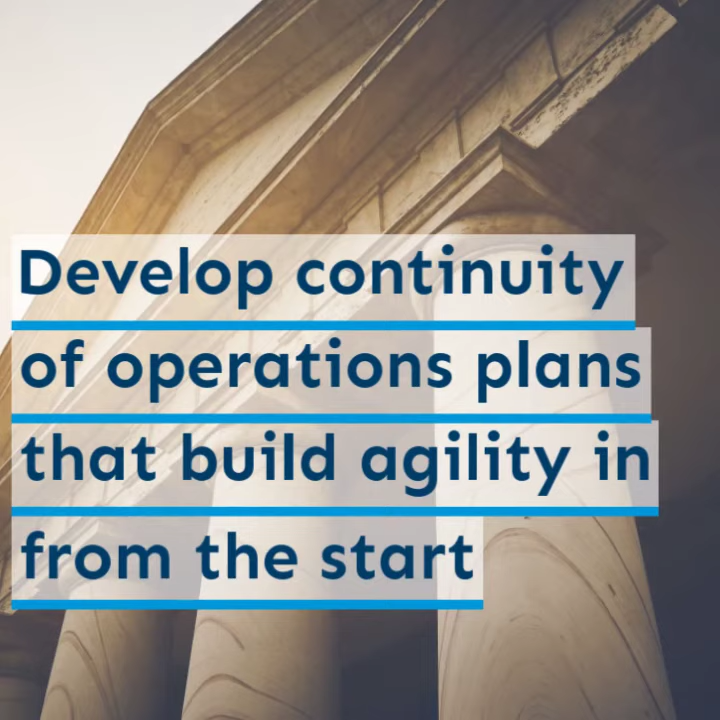 Develop continuity
of operations plans
that build agility in
from the start